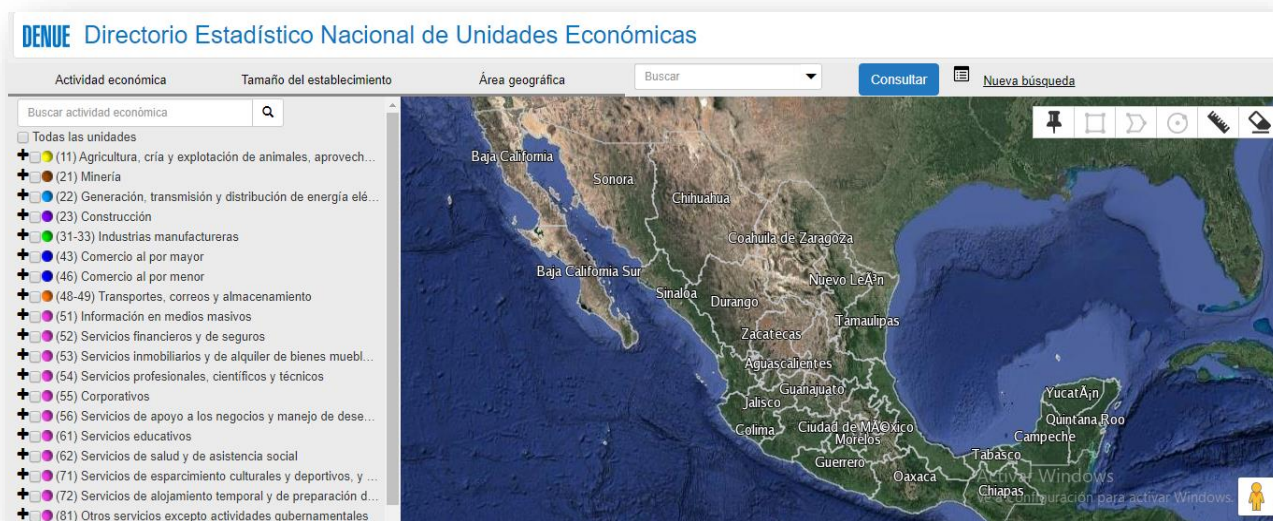 DENUE Directorio Estadístico Nacional de Unidades Económicas
Actividad económica Tamaño del establecimiento Área geográfica Buscar Consultar Nueva búsqueda
Buscar actividad económica
Todas las unidades
(11) Agricultura, cría y explotación de animales, aprovech...
(21) Minería
(22) Generación, transmisión y distribución de energía elé...
(23) Construcción
(31-33) Industrias manufactureras
(43) Comercio al por mayor
(46) Comercio al por menor
(48-49) Transportes, correos y almacenamiento
(51) Información en medios masivos
(52) Servicios financieros y de seguros
(53) Servicios inmobiliarios y de alquiler de bienes muebl...
(54) Servicios profesionales, científicos y técnicos
(55) Corporativos
(56) Servicios de apoyo a los negocios y manejo de dese...
(61) Servicios educativos
(62) Servicios de salud y de asistencia social
(71) Servicios de esparcimiento culturales y deportivos, y ...
(72) Servicios de alojamiento temporal y de preparación d...
(81) Otros servicios excepto actividades gubernamentales
Baja California
Sonora
Chihuahua
Coahuila de Zaragoza
Baja California Sur
Nuevo LeÃ³n
Sinaloa
Durango
Tamaulipas
Zacatecas
Aguascalientes
Guanajuato
Jalisco
YucatÃ¡n
Colima
Ciudad de MÃ©xico
Quintana Roo
Morelos
Campeche
Guerrero
Tabasco
Oaxaca
Activar Windows
Chiapas
Ve a Configuración para activar Windows.